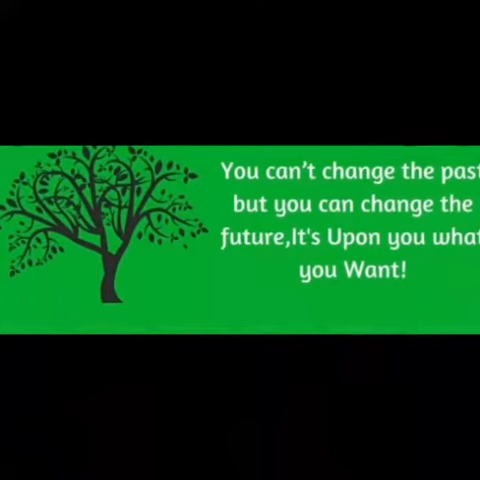 You can't change the past
but you can change the
future,It's Upon you what
you Want!